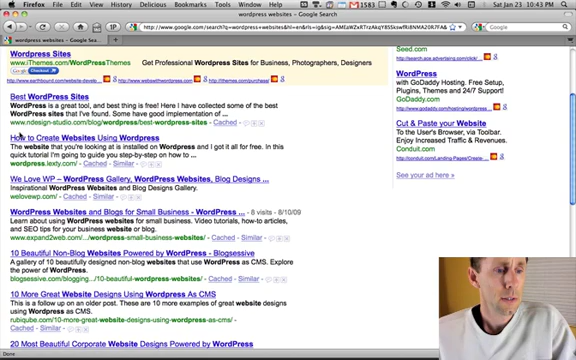 Firefox File Edit View History Bookmarks Tools Window Help
1583
Sat Jan 23 10:43 PM
wordpress websites - Google Search
wordpress websites - Google Search
Wordpress Sites
www.iThemes.com/WordPressThemes
Get Professional Wordpress Sites for Business, Photographers, Designers
Checkout
Best WordPress Sites
WordPress is a great tool, and best thing is free! Here I have collected some of the best
WordPress sites that I've found. Some have good implementation of ...
www.ndesign-studio.com/blog/wordpress/best-wordpress-sites - Cached -
How to Create Websites Using Wordpress
The website that you're looking at is installed on Wordpress and I got it all for free. In this
quick tutorial I'm going to guide you step-by-step on how to ...
wordpress.lexty.com/ - Cached - Similar -
We Love WP – WordPress Gallery, WordPress Websites, Blog Designs ...
Inspirational WordPress Websites and Blog Designs Gallery.
welovewp.com/ - Cached - Similar -
WordPress Websites and Blogs for Small Business - WordPress ... - 8 visits - 8/10/09
Learn about using WordPress websites for small business. Video tutorials, how-to articles,
and SEO tips for your business website or blog.
www.expand2web.com/.../wordpress-small-business-websites/ - Cached - Similar -
10 Beautiful Non-Blog Websites Powered by WordPress - Blogsessive
A gallery of 10 beautifully designed non-blog websites that use WordPress as CMS. Explore
the power of WordPress.
blogsessive.com/blogging.../10-beautiful-wordpress-websites/ - Cached - Similar -
10 More Great Website Designs Using Wordpress As CMS
This is a follow up on an older post. These are 10 more examples of great website designs
using Wordpress as CMS.
rubiqube.com/10-more-great-website-designs-using-wordpress-as-cms/ - Cached -
20 Most Beautiful Corporate Website Designs Powered by WordPress
Seed.com
WordPress
WordPress
with GoDaddy Hosting. Free Setup,
Plugins, Themes and 24/7 Support!
GoDaddy.com
Cut & Paste your Website
To the User's Browser, via Toolbar.
Enjoy Increased Traffic & Revenues.
Conduit.com
See your ad here »
Done